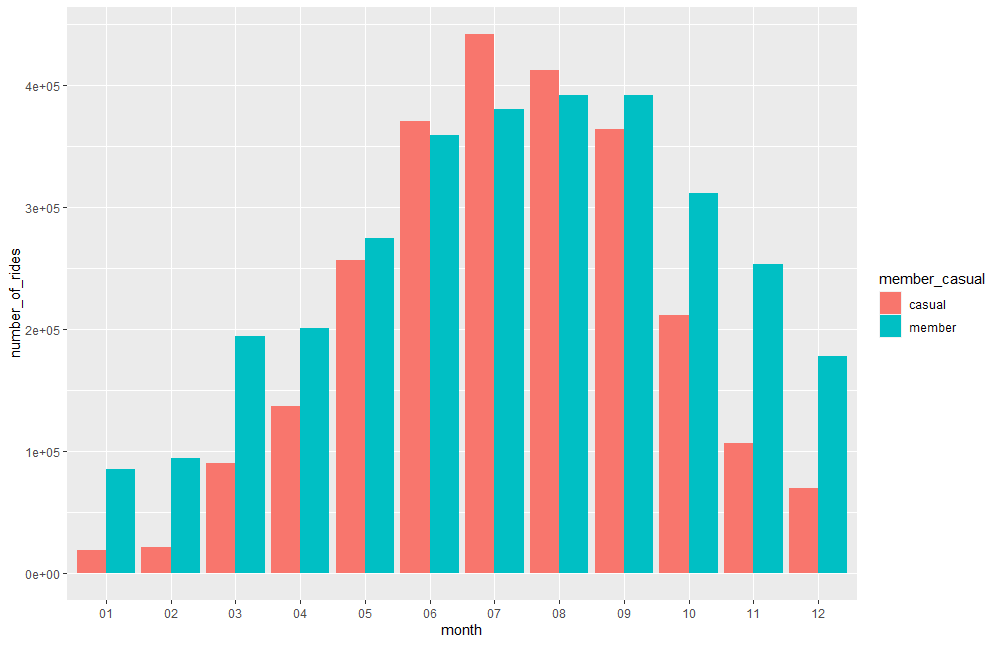 4e+05
3e+05
2e+05
1e+05
0e+00
number_of_rides
01 02 03 04 05 06 07 08 09 10 11 12
month
member_casual
casual
member